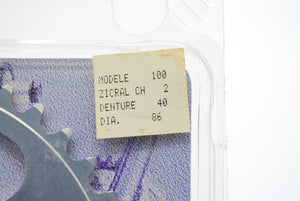 MODELE 100
ZICRAL CH 2
DENTURE 40
DIA. 86